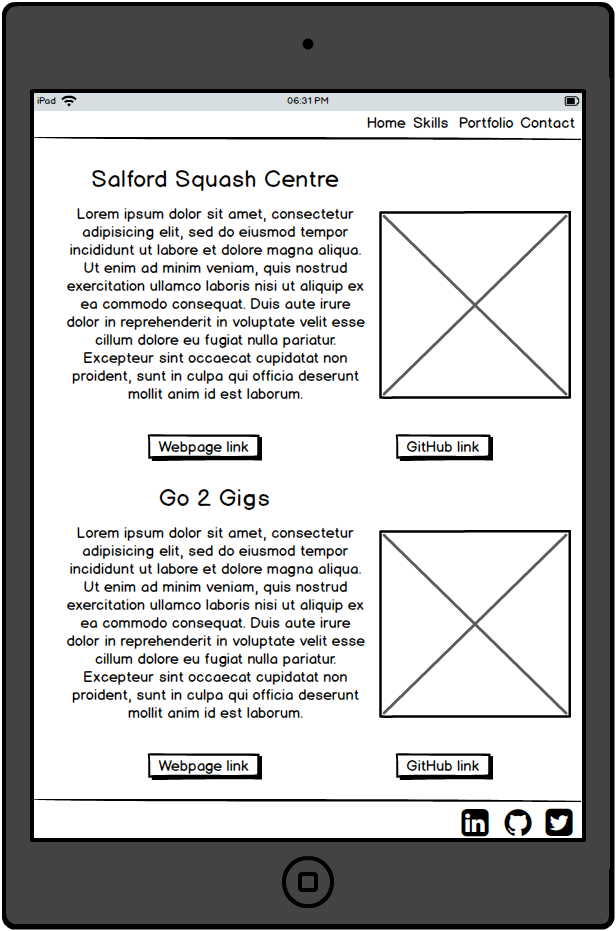 iPad 06:31 PM
Home Skills Portfolio Contact
Salford Squash Centre
Lorem ipsum dolor sit amet, consectetur
adipisicing elit, sed do eiusmod tempor
incididunt ut labore et dolore magna aliqua.
Ut enim ad minim veniam, quis nostrud
exercitation ullamco laboris nisi ut aliquip ex
ea commodo consequat. Duis aute irure
dolor in reprehenderit in voluptate velit esse
cillum dolore eu fugiat nulla pariatur.
Excepteur sint occaecat cupidatat non
proident, sunt in culpa qui officia deserunt
mollit anim id est laborum.
Webpage link GitHub link
Go 2 Gigs
Lorem ipsum dolor sit amet, consectetur
adipisicing elit, sed do eiusmod tempor
incididunt ut labore et dolore magna aliqua.
Ut enim ad minim veniam, quis nostrud
exercitation ullamco laboris nisi ut aliquip ex
ea commodo consequat. Duis aute irure
dolor in reprehenderit in voluptate velit esse
cillum dolore eu fugiat nulla pariatur.
Excepteur sint occaecat cupidatat non
proident, sunt in culpa qui officia deserunt
mollit anim id est laborum.
Webpage link GitHub link
in